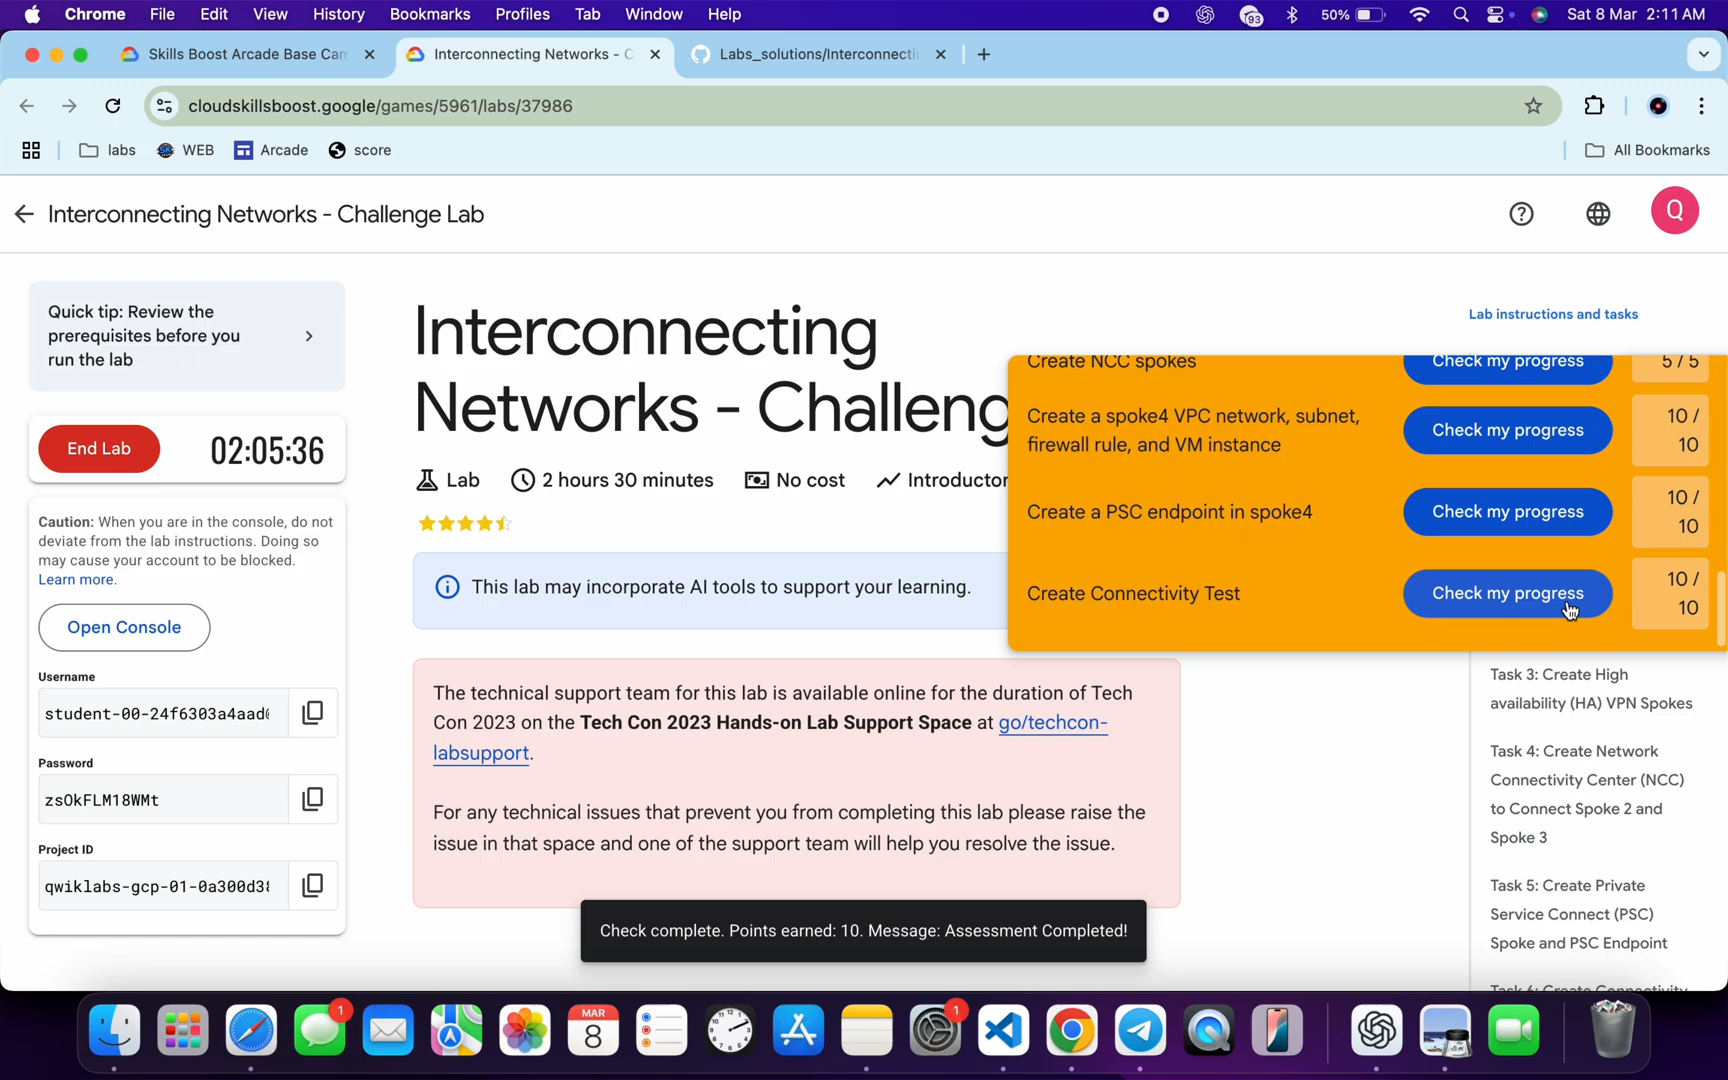 Chrome File Edit View History Bookmarks Profiles Tab Window Help 93 50% Sat 8 Mar 2:11 AM
Skills Boost Arcade Base Cam
Interconnecting Networks - C
Labs_solutions/Interconnecti
cloudskillsboost.google/games/5961/labs/37986
labs WEB Arcade score All Bookmarks
Interconnecting Networks - Challenge Lab
Q
Quick tip: Review the
prerequisites before you
run the lab
End Lab
02:05:36
Caution: When you are in the console, do not
deviate from the lab instructions. Doing so
may cause your account to be blocked.
Learn more.
Open Console
Username
student-00-24f6303a4aad
Password
zsOkFLM18WMt
Project ID
qwiklabs-gcp-01-0a300d3
Interconnecting
Networks - Challeng
Lab 2 hours 30 minutes No cost Introductor
This lab may incorporate AI tools to support your learning.
The technical support team for this lab is available online for the duration of Tech
Con 2023 on the Tech Con 2023 Hands-on Lab Support Space at go/techcon-
labsupport.
For any technical issues that prevent you from completing this lab please raise the
issue in that space and one of the support team will help you resolve the issue.
Lab instructions and tasks
Create NCC spokes
Check my progress
5 / 5
Create a spoke4 VPC network, subnet,
firewall rule, and VM instance
Check my progress
10 /
10
Create a PSC endpoint in spoke4
Check my progress
10 /
10
Create Connectivity Test
Check my progress
10 /
10
Task 3: Create High
availability (HA) VPN Spokes
Task 4: Create Network
Connectivity Center (NCC)
to Connect Spoke 2 and
Spoke 3
Task 5: Create Private
Service Connect (PSC)
Spoke and PSC Endpoint
Task 6: Create Connectivity
Check complete. Points earned: 10. Message: Assessment Completed!
1
MAR
8
1